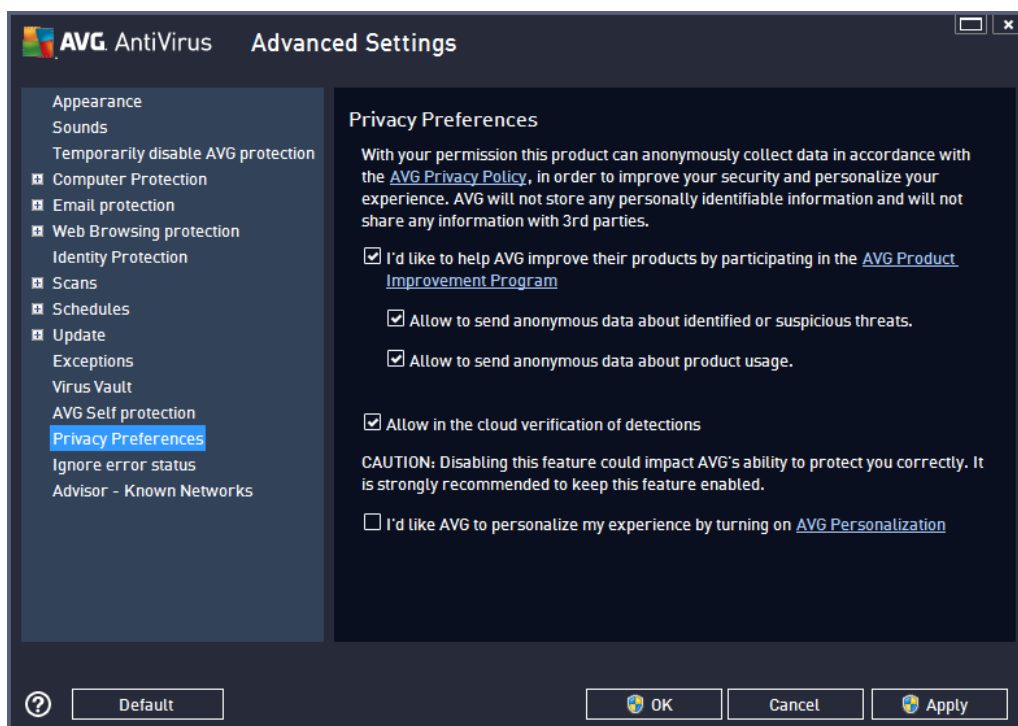 AVG. AntiVirus Advanced Settings
Appearance
Sounds
Temporarily disable AVG protection
Computer Protection
Email protection
Web Browsing protection
Identity Protection
Scans
Schedules
Update
Exceptions
Virus Vault
AVG Self protection
Privacy Preferences
Ignore error status
Advisor - Known Networks
Privacy Preferences
With your permission this product can anonymously collect data in accordance with
the AVG Privacy Policy, in order to improve your security and personalize your
experience. AVG will not store any personally identifiable information and will not
share any information with 3rd parties.
I'd like to help AVG improve their products by participating in the AVG Product
Improvement Program
Allow to send anonymous data about identified or suspicious threats.
Allow to send anonymous data about product usage.
Allow in the cloud verification of detections
CAUTION: Disabling this feature could impact AVG's ability to protect you correctly. It
is strongly recommended to keep this feature enabled.
I'd like AVG to personalize my experience by turning on AVG Personalization
? Default OK Cancel Apply